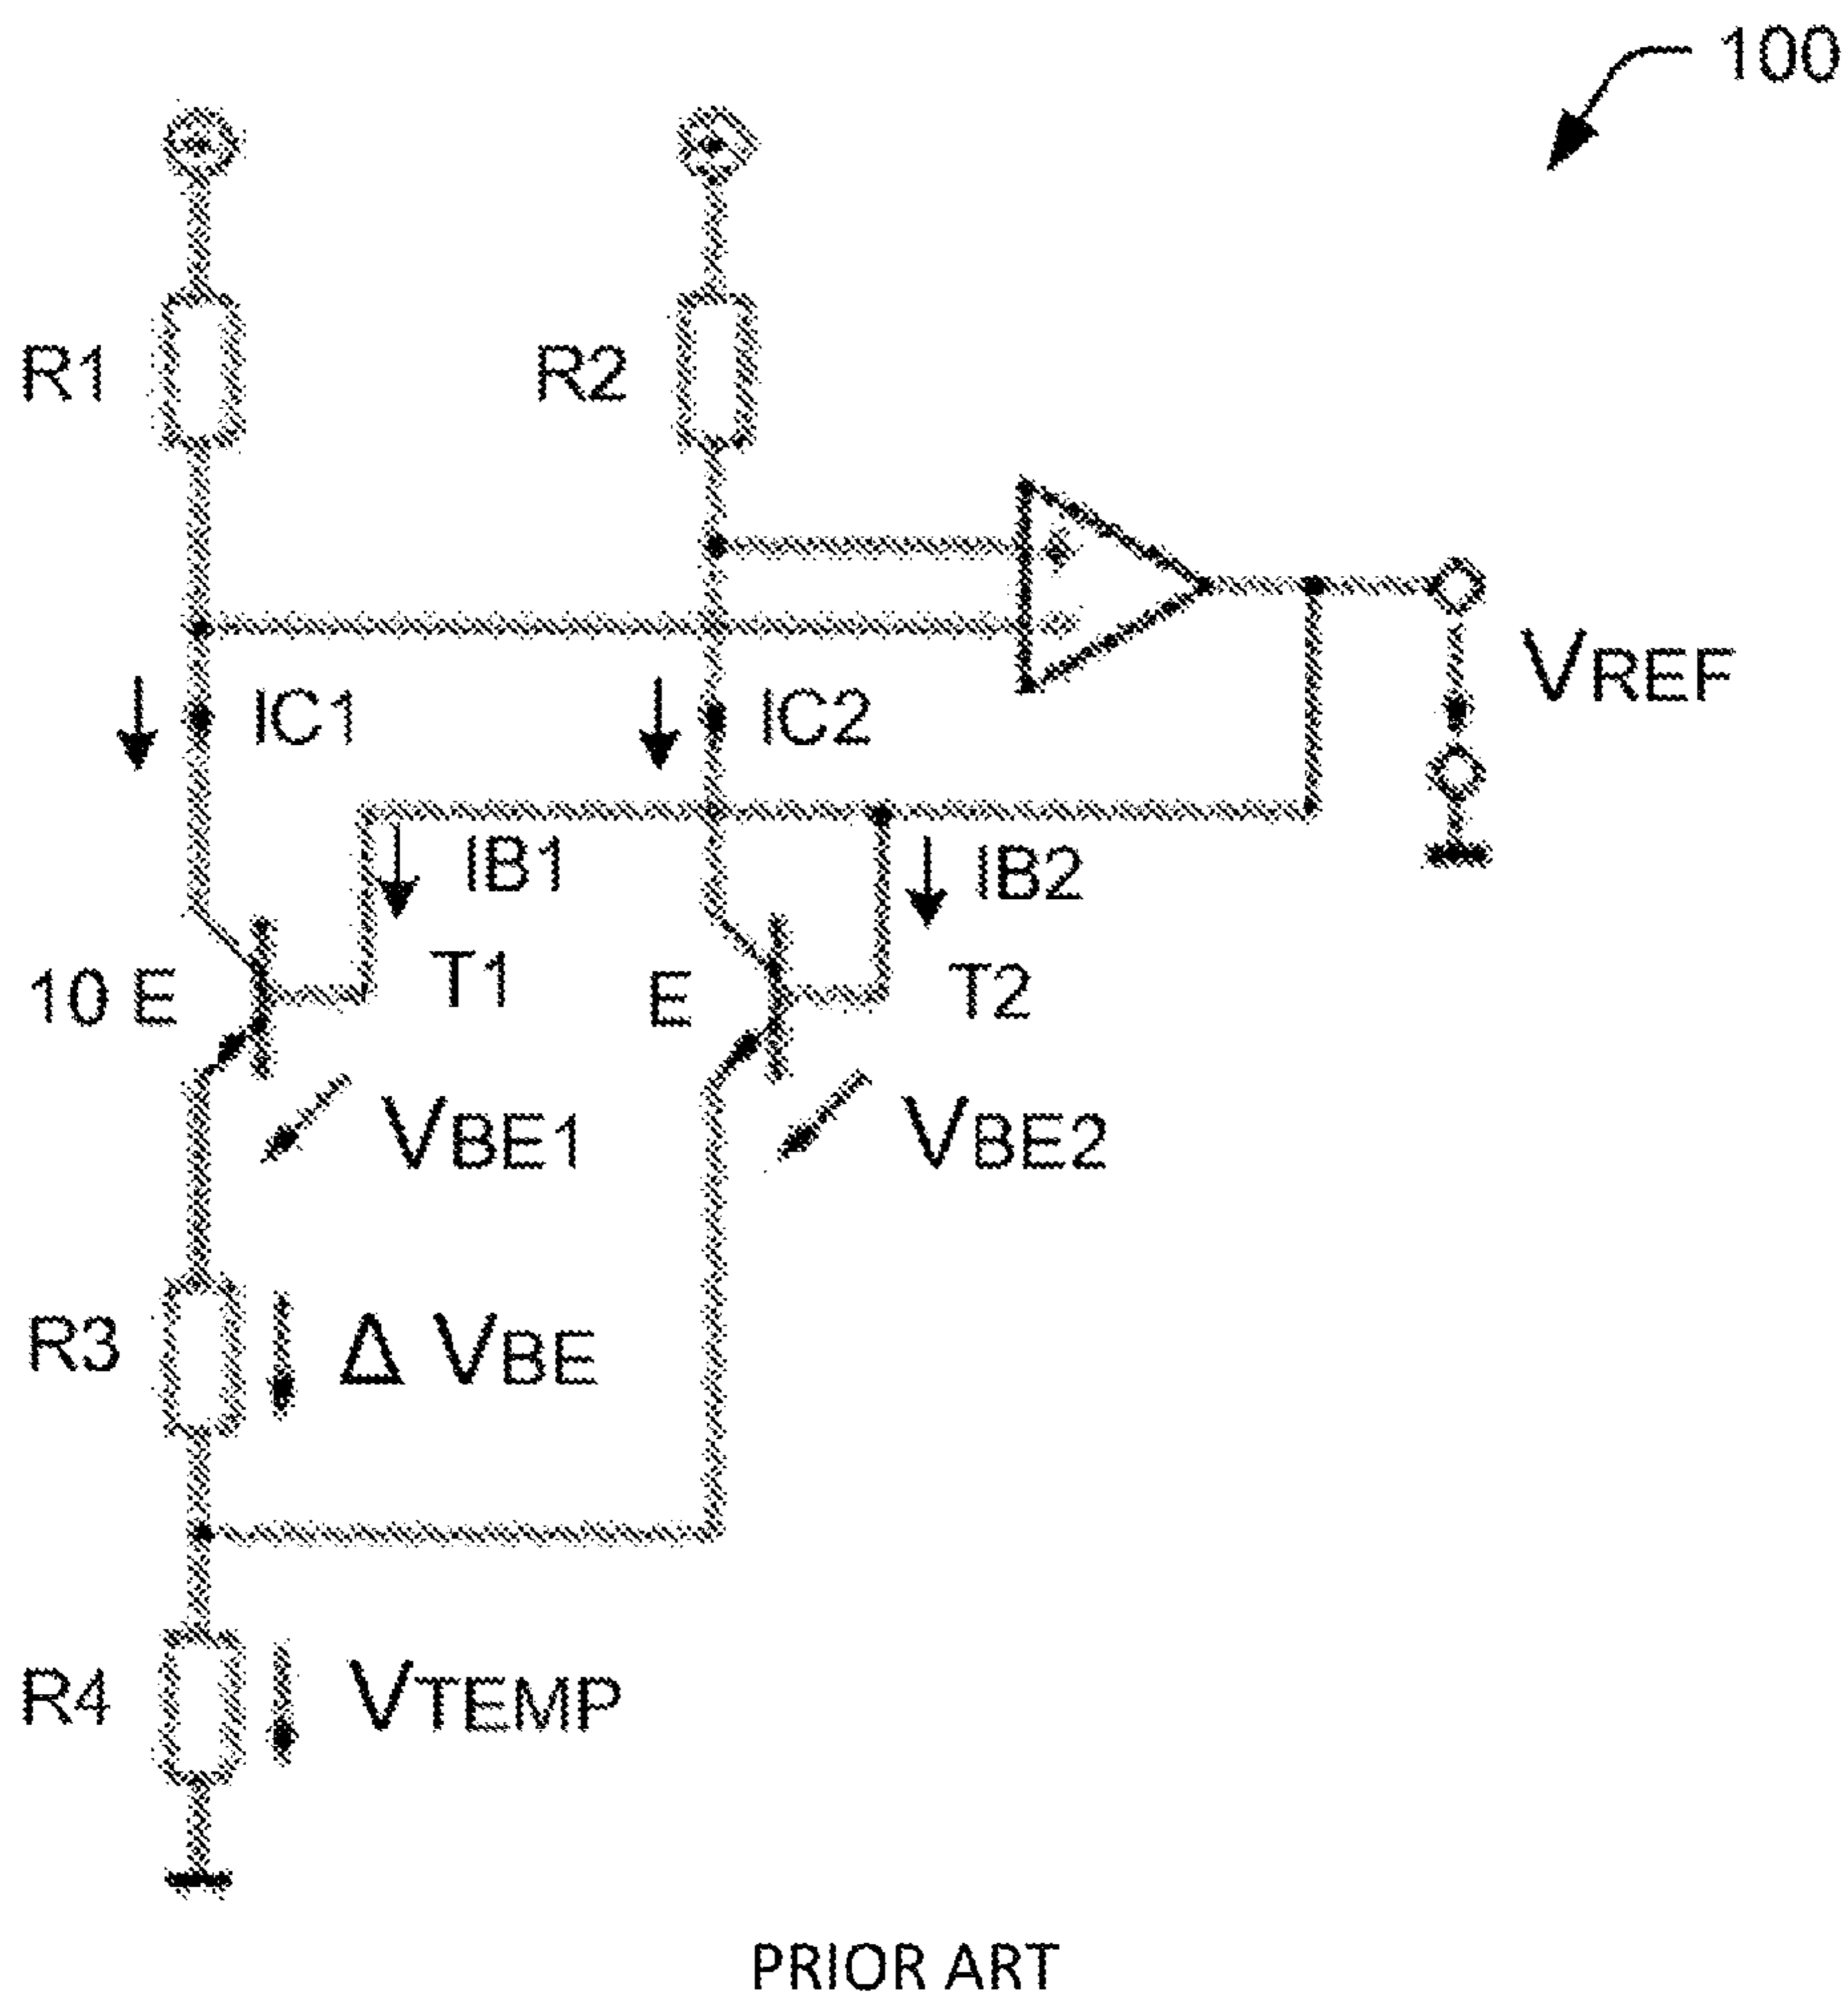 100
R1
R2
VREF
IC1
IC2
IB1
IB2
10 E
T1
E
T2
VBE1
VBE2
R3
Δ VBE
R4
VTEMP
PRIOR ART